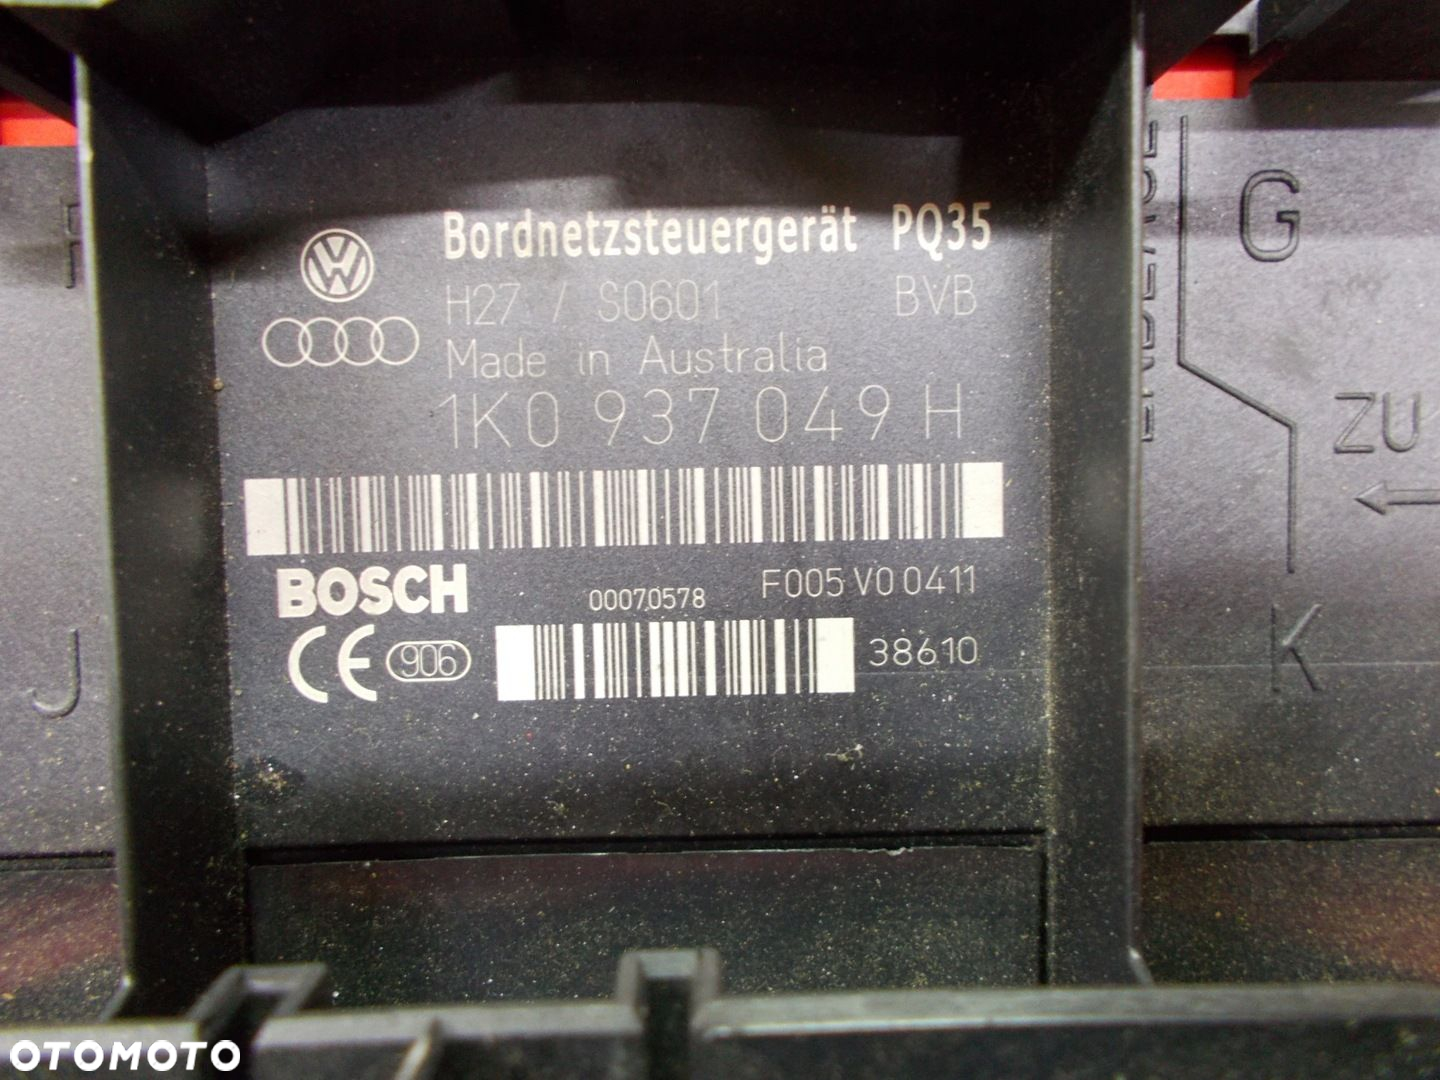 Bordnetzsteuergerät PQ35
H27 / S0601 BVB
Made in Australia
1K0 937 049 H
BOSCH
00070578 F005 V0 0411
CE 906
38610
G
ZU
J
K
OTOMOTO